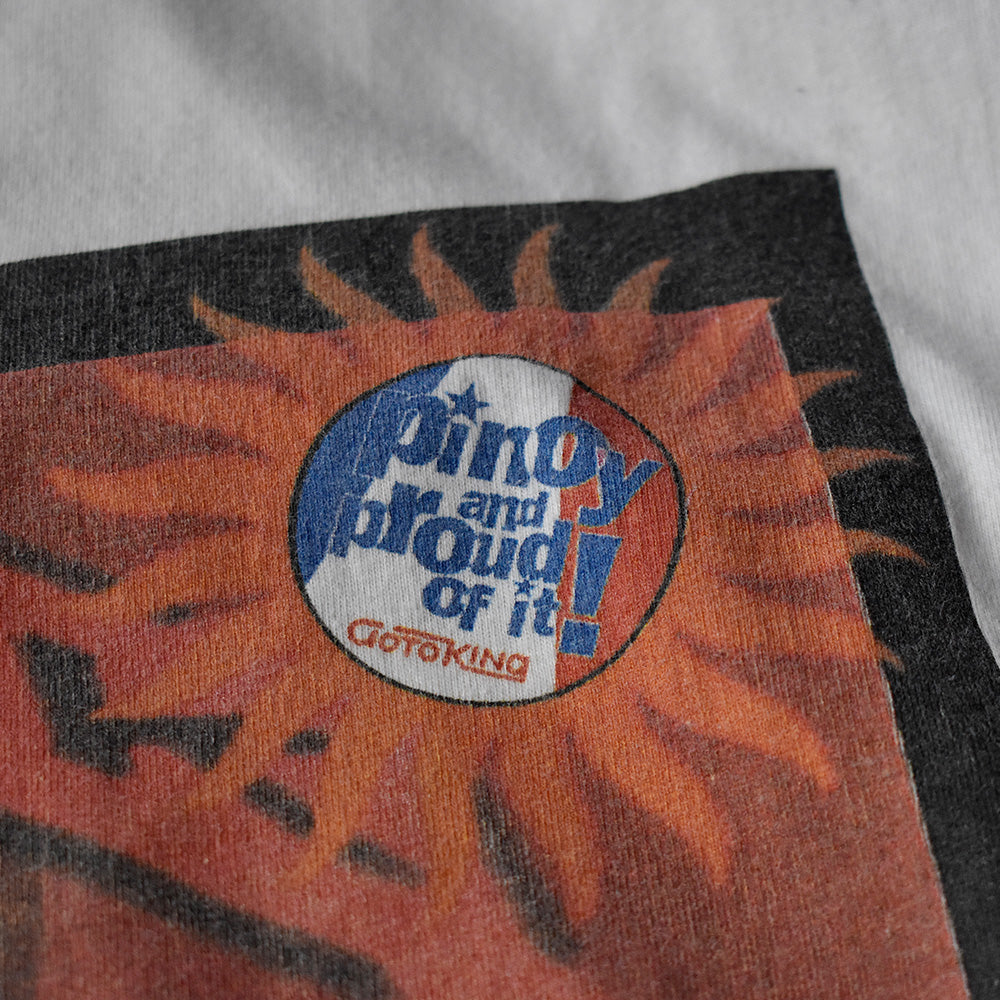 pinoy
and
proud
of it!
GOTOKING